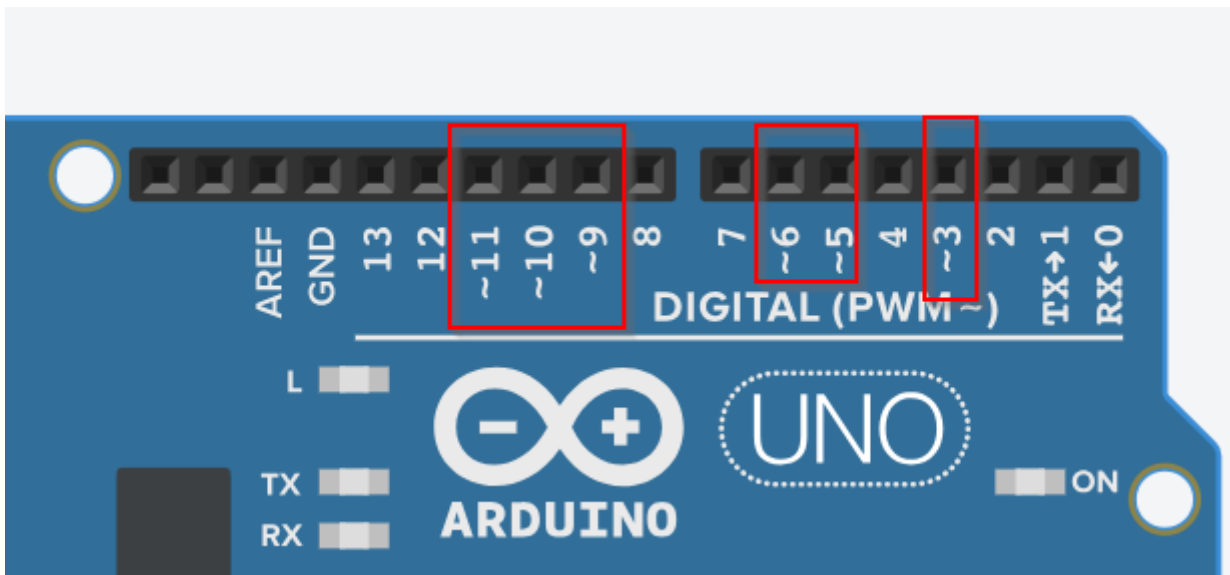 AREF
GND
13
12
~11
~10
~9
8
7
~6
~5
4
~3
2
TX→1
RX←0
DIGITAL (PWM~)
L
UNO
TX
ON
RX
ARDUINO